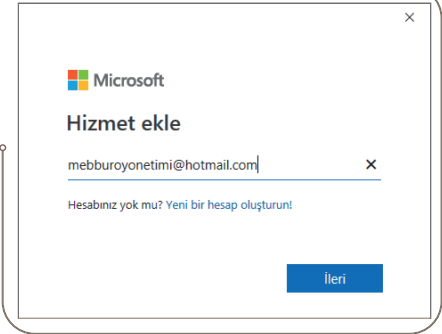 Microsoft
Hizmet ekle
mebburoyonetimi@hotmail.com
Hesabınız yok mu? Yeni bir hesap oluşturun!
İleri